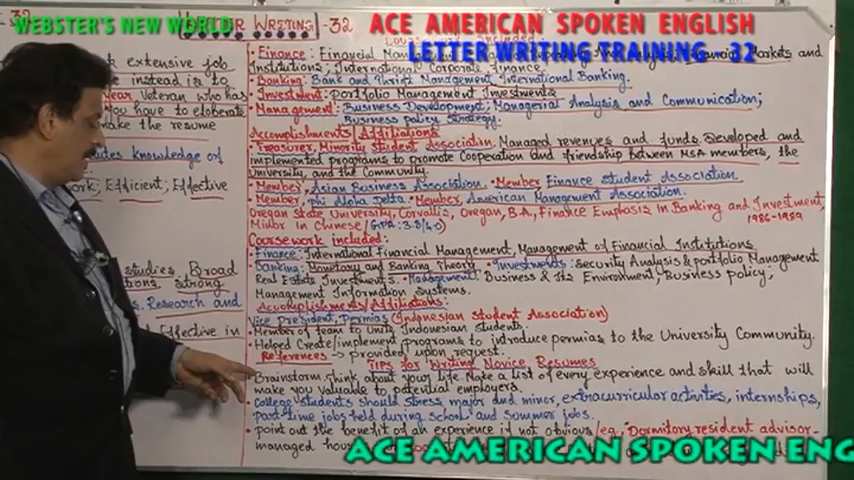 WEBSTER'S NEW WORLD
Letter Writing -32
ACE AMERICAN SPOKEN ENGLISH
LETTER WRITING TRAINING - 32
Coursework Included:
extensive job
instead is to
year Veteran who has
You have to elaborate
make the resume
knowledge of
Work; Efficient; Effective
studies. Broad
strong
Research and
Effective in
• Finance: Financial Markets and
Institutions, International Corporate Finance.
• Banking: Bank and Thrift Management International Banking.
• Investment: Portfolio Management Investments
• Management: Business Development; Managerial Analysis and Communication;
Business policy Strategy.
Accomplishments/Affiliations
• Treasurer, Minority Student Association. Managed revenues and funds. Developed and
implemented programs to promote Cooperation and friendship between MSA members, the
University, and the Community.
• Member, Asian Business Association. • Member, Finance Student Association.
• Member, phi Alpha Delta. • Member, American Management Association.
Oregon State University, Corvallis, Oregon, B.A., Finance Emphasis in Banking and Investment,
Minor in Chinese/GPA: 3.8/4.0) 1986-1989
Coursework included:
• Finance: International Financial Management, Management of Financial Institutions
• Banking: Monetary and Banking Theory • Investments: Security Analysis & portfolio Management
Real Estate Investments. • Management: Business & Its Environment, Business policy;
Management Information Systems.
Accomplishments/Affiliations:
Vice President, Permias (Indonesian Student Association)
• Member of team to Unite Indonesian students.
• Helped Create/implement programs to introduce permias to the University Community.
References → provided upon request.
Tips for Writing Novice Resumes
• Brainstorm. Think about your life. Make a list of every experience and skill that will
make you valuable to potential employers.
• College students should stress major and minor, extracurricular activities, internships,
part-time jobs held during school and summer jobs.
• point out the benefit of an experience if not obvious/eg, Dormitory resident advisor-
managed
ACE AMERICAN SPOKEN ENG